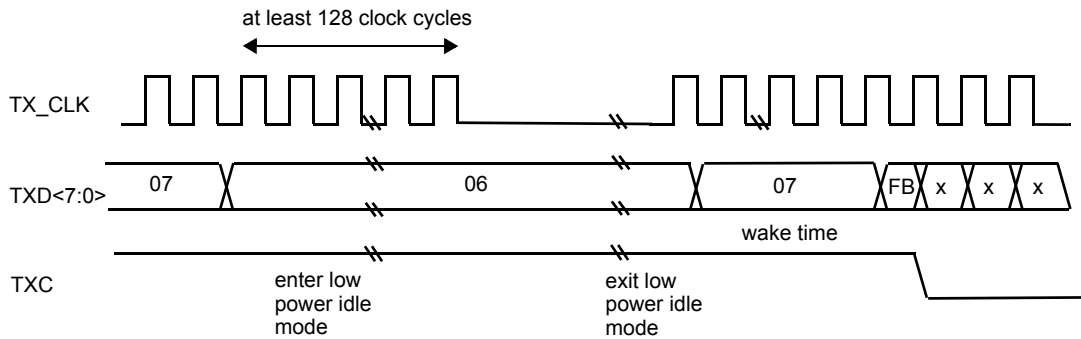 at least 128 clock cycles
TX_CLK
TXD<7:0>
07
06
07
FB
x
x
x
wake time
TXC
enter low
power idle
mode
exit low
power idle
mode